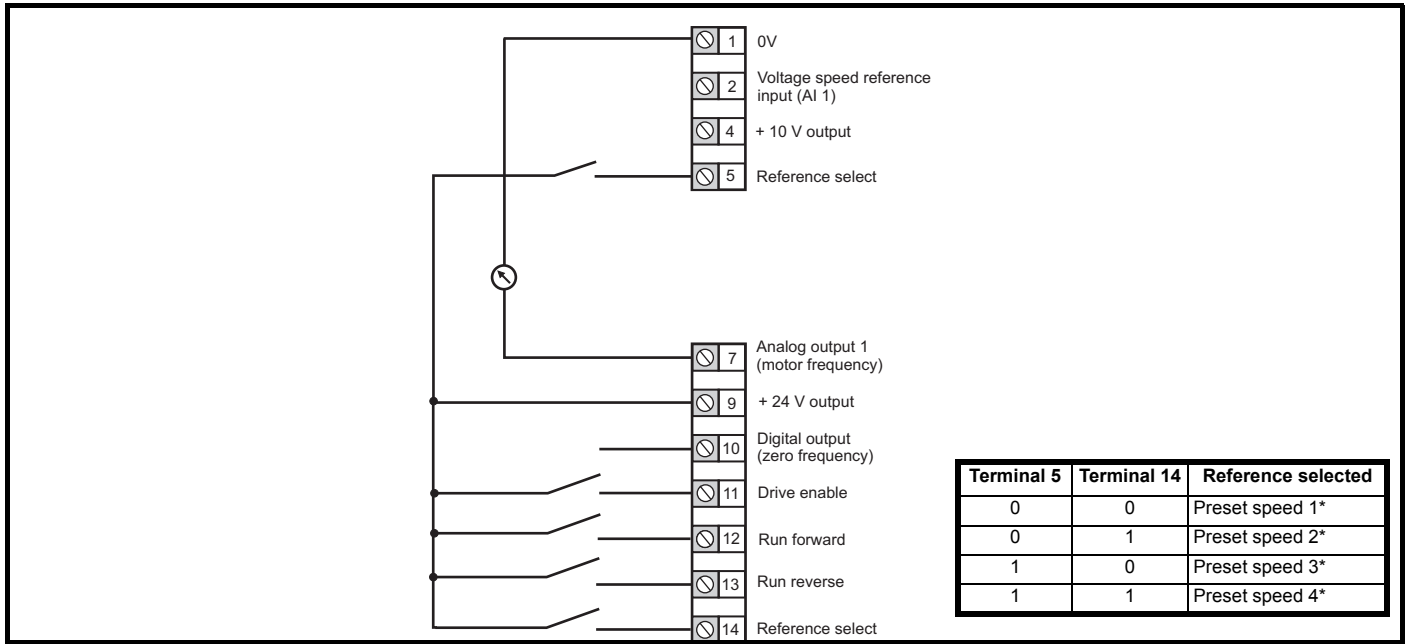 1 0V
2 Voltage speed reference
input (AI 1)
4 + 10 V output
5 Reference select
7 Analog output 1
(motor frequency)
9 + 24 V output
10 Digital output
(zero frequency)
11 Drive enable
12 Run forward
13 Run reverse
14 Reference select
Terminal 5 Terminal 14 Reference selected
0 0 Preset speed 1*
0 1 Preset speed 2*
1 0 Preset speed 3*
1 1 Preset speed 4*